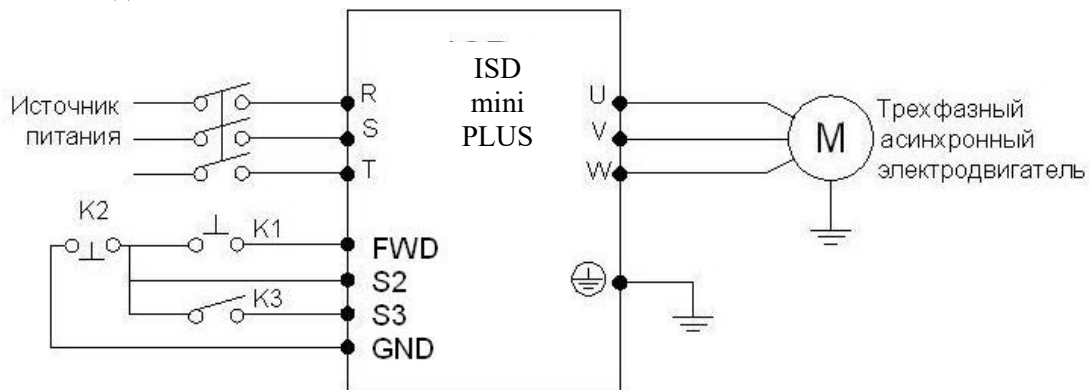 ISD
mini
PLUS
Источник
питания
R
S
T
U
V
W
M
Трехфазный
асинхронный
электродвигатель
K2
K1
FWD
S2
K3
S3
GND